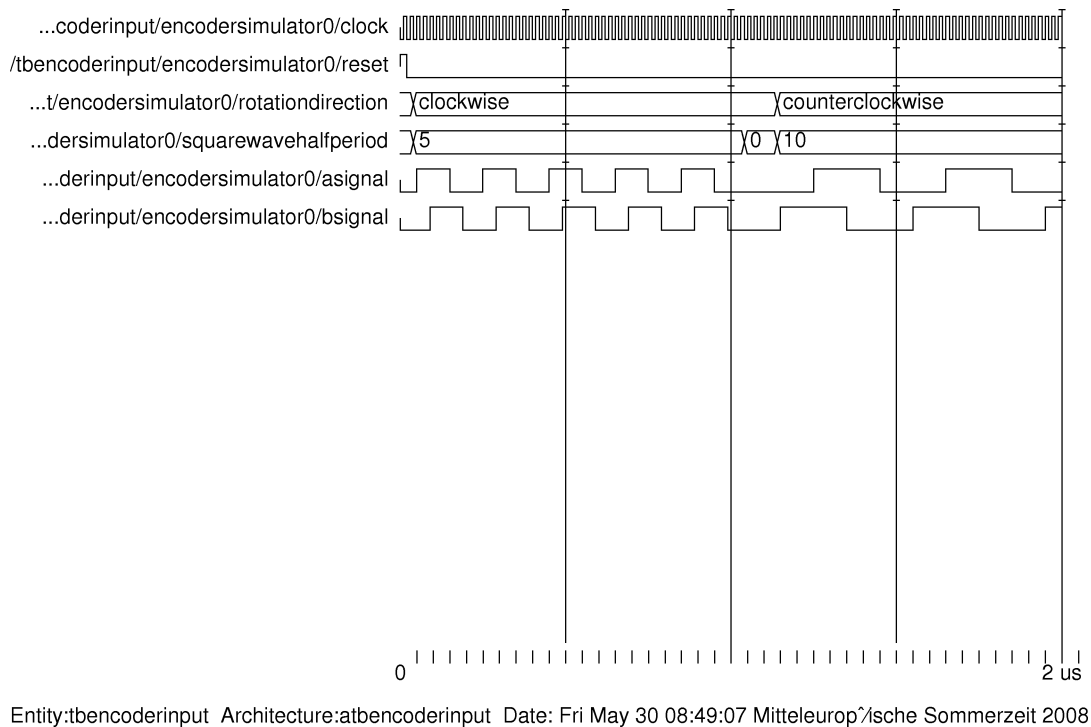 ...coderinput/encodersimulator0/clock
/tbencoderinput/encodersimulator0/reset
...t/encodersimulator0/rotationdirection clockwise counterclockwise
...dersimulator0/squarewavehalfperiod 5 0 10
...derinput/encodersimulator0/asignal
...derinput/encodersimulator0/bsignal
0 2 us
Entity:tbencoderinput Architecture:atbencoderinput Date: Fri May 30 08:49:07 Mitteleurop ̂⁄ische Sommerzeit 2008